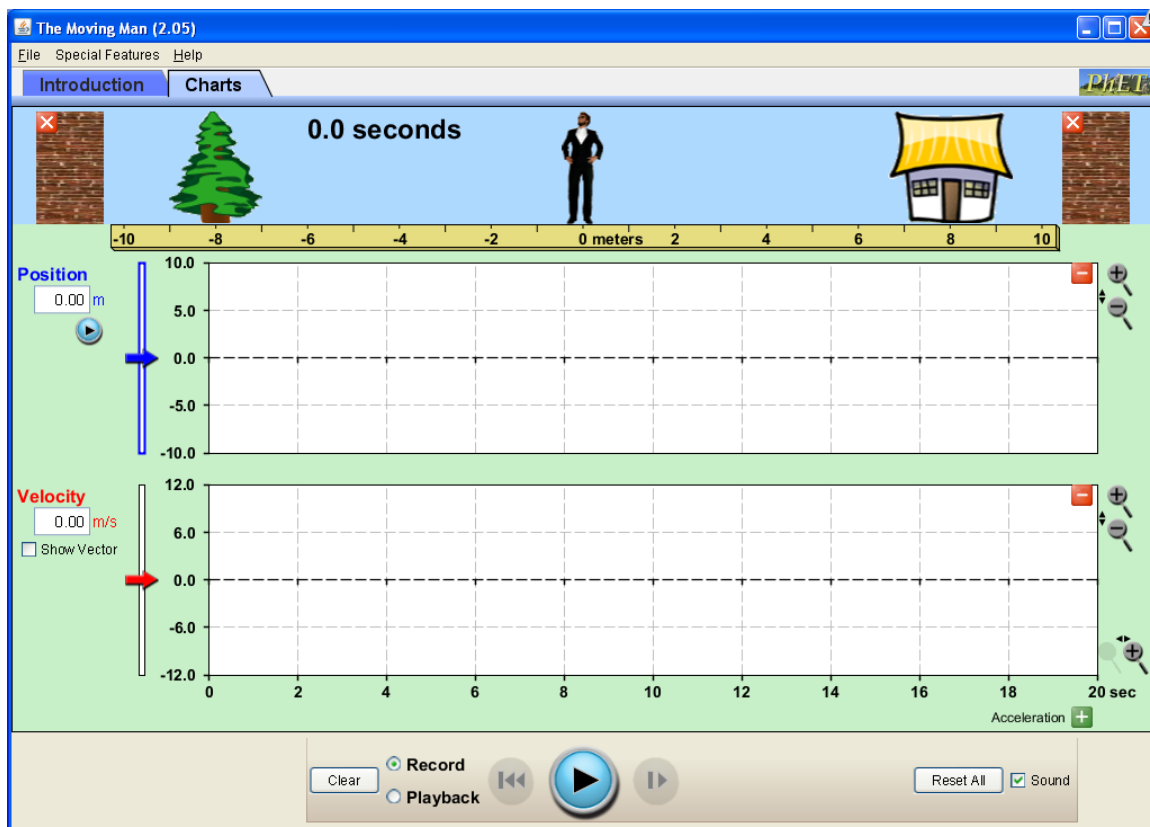 The Moving Man (2.05)
File Special Features Help
Introduction Charts
PhET
0.0 seconds
-10 -8 -6 -4 -2 0 meters 2 4 6 8 10
Position
0.00 m
10.0
5.0
0.0
-5.0
-10.0
Velocity
0.00 m/s
Show Vector
12.0
6.0
0.0
-6.0
-12.0
0 2 4 6 8 10 12 14 16 18 20 sec
Acceleration
Clear
Record
Playback
Reset All
Sound